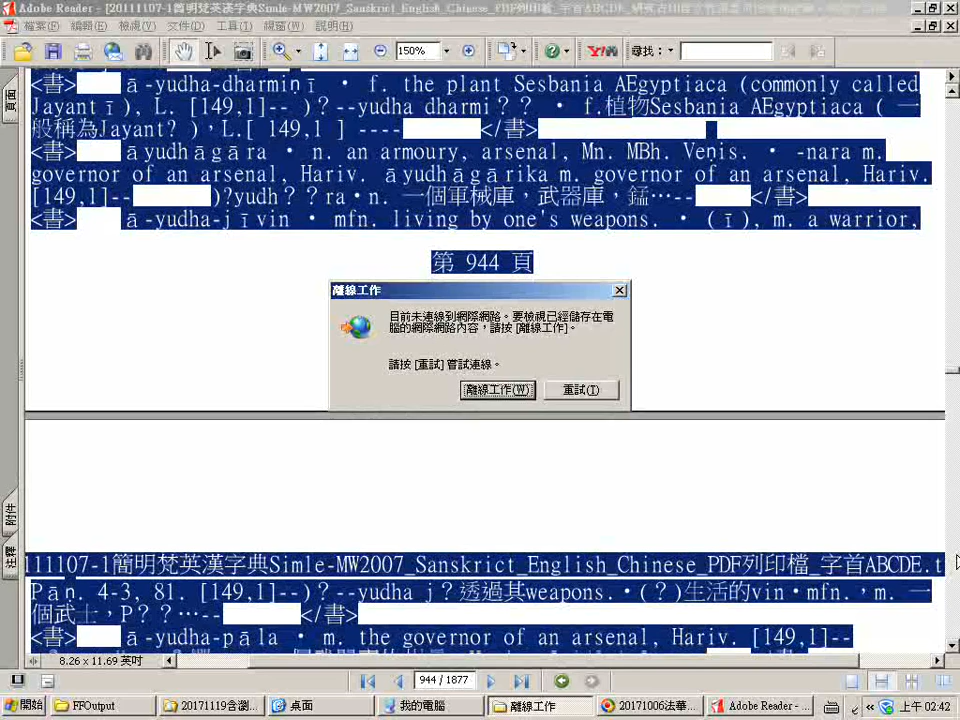 Adobe Reader - [20111107-1簡明梵英漢字典Simle-MW2007_Sanskrict_English_Chinese_PDF列印檔_字首ABCDE.
檔案(F) 編輯(E) 檢視(V) 文件(D) 工具(T) 視窗(W) 說明(H)
150% 尋找：
頁面
<書> ā-yudha-dharmiṇī • f. the plant Sesbania AEgyptiaca (commonly called
Jayantī), L. [149,1]-- )？--yudha dharmi？？ • f.植物Sesbania AEgyptiaca ( 一
般稱為Jayant? )，L.[ 149,1 ] ---- </書>
<書> āyudhāgāra • n. an armoury, arsenal, Mn. MBh. Veṇis. • -nara m.
governor of an arsenal, Hariv. āyudhāgārika m. governor of an arsenal, Hariv.
[149,1]-- )?yudh？？ra•n. 一個軍械庫，武器庫，錳…-- </書>
<書> ā-yudha-jīvin • mfn. living by one's weapons. • (ī), m. a warrior,
第 944 頁
離線工作
目前未連線到網際網路。要檢視已經儲存在電
腦的網際網路內容，請按 [離線工作]。
請按 [重試] 嘗試連線。
離線工作(W) 重試(T)
附件
註釋
111107-1簡明梵英漢字典Simle-MW2007_Sanskrict_English_Chinese_PDF列印檔_字首ABCDE.t
Pāṇ. 4-3, 81. [149,1]--)？--yudha j？透過其weapons.•(？)生活的vin•mfn.，m. 一
個武士，P？？…-- </書>
<書> ā-yudha-pāla • m. the governor of an arsenal, Hariv. [149,1]--
8.26 x 11.69 英吋
944 / 1877
開始 FFOutput 20171119含瀏... 桌面 我的電腦 離線工作 20171006法華... Adobe Reader - ... 上午 02:42